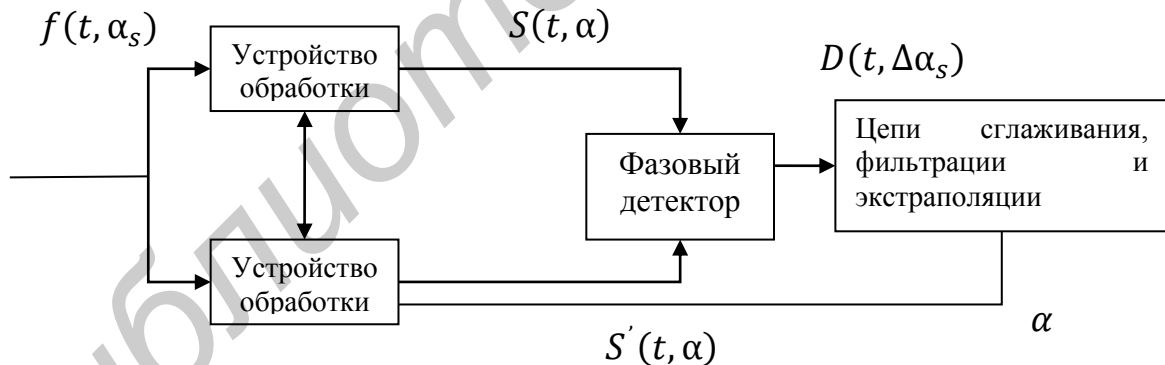 f(t, αₛ)
S(t, α)
Устройство
обработки
D(t, Δαₛ)
Цепи сглаживания,
фильтрации и
экстраполяции
Фазовый
детектор
Устройство
обработки
S'(t, α)
α